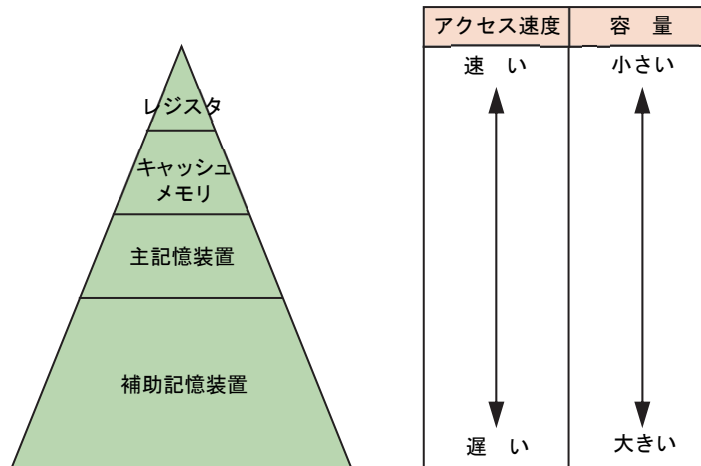 レジスタ
キャッシュ
メモリ
主記憶装置
補助記憶装置
アクセス速度 容 量
速 い 小さい
遅 い 大きい